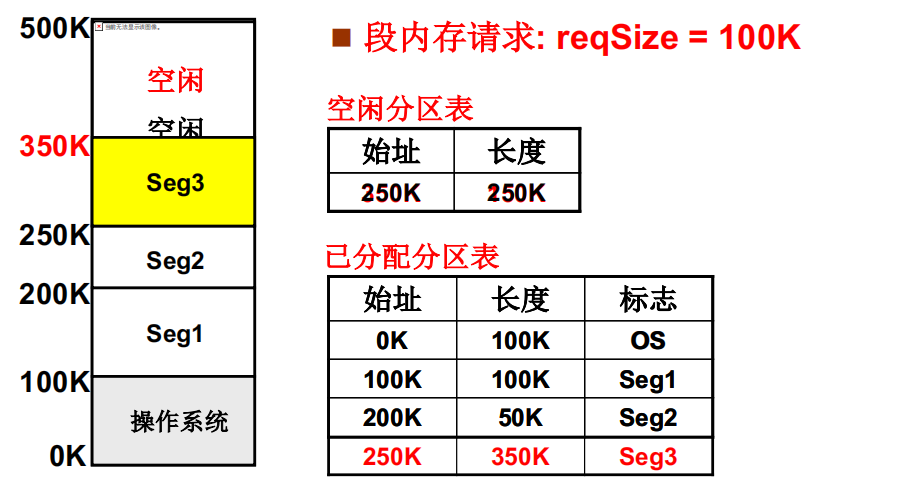 500K
当前无法显示该图像。
空闲
空闲
350K
Seg3
250K
Seg2
200K
Seg1
100K
操作系统
0K
■ 段内存请求: reqSize = 100K
空闲分区表
始址 长度
250K 250K
已分配分区表
始址 长度 标志
0K 100K OS
100K 100K Seg1
200K 50K Seg2
250K 350K Seg3